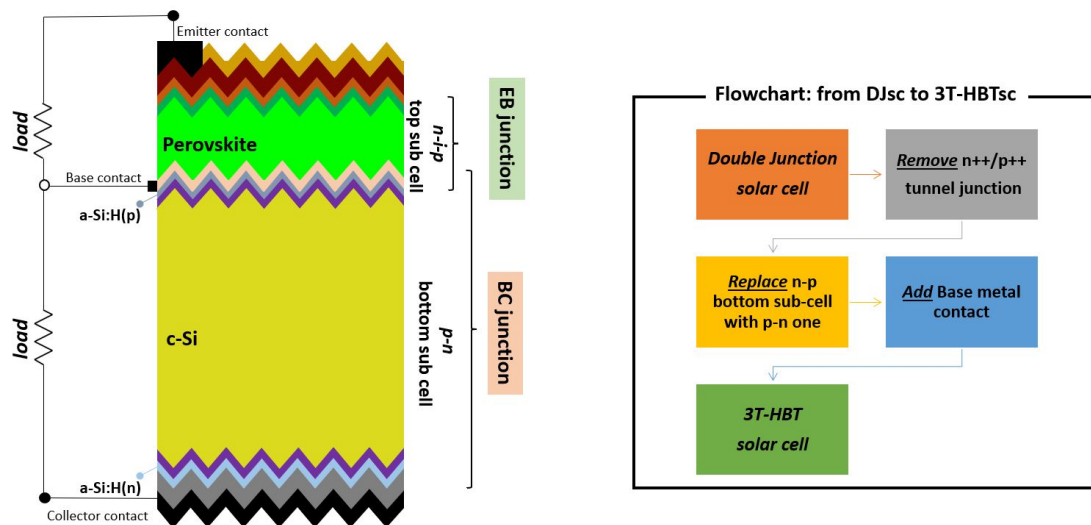 Emitter contact
load
Perovskite
n-i-p
top sub cell
EB junction
Base contact
a-Si:H(p)
load
c-Si
p-n
bottom sub cell
BC junction
a-Si:H(n)
Collector contact
Flowchart: from DJsc to 3T-HBTsc
Double Junction
solar cell
Remove n++/p++
tunnel junction
Replace n-p
bottom sub-cell
with p-n one
Add Base metal
contact
3T-HBT
solar cell